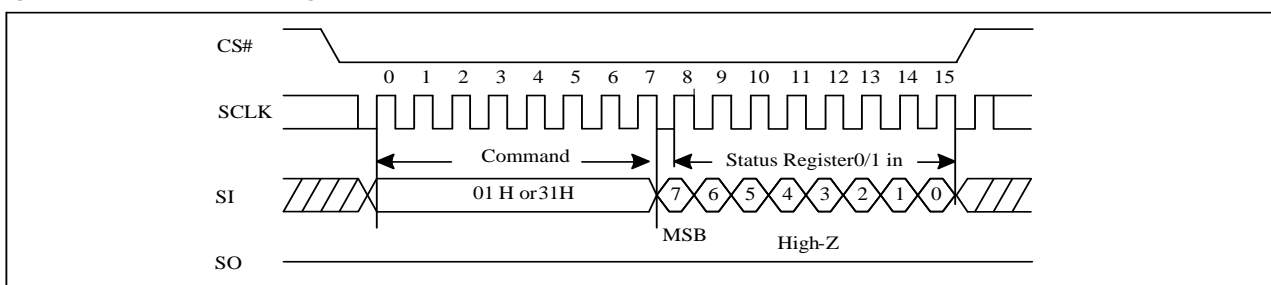 CS#
0 1 2 3 4 5 6 7 8 9 10 11 12 13 14 15
SCLK
Command Status Register0/1 in
SI 01 H or31H 7 6 5 4 3 2 1 0
MSB High-Z
SO